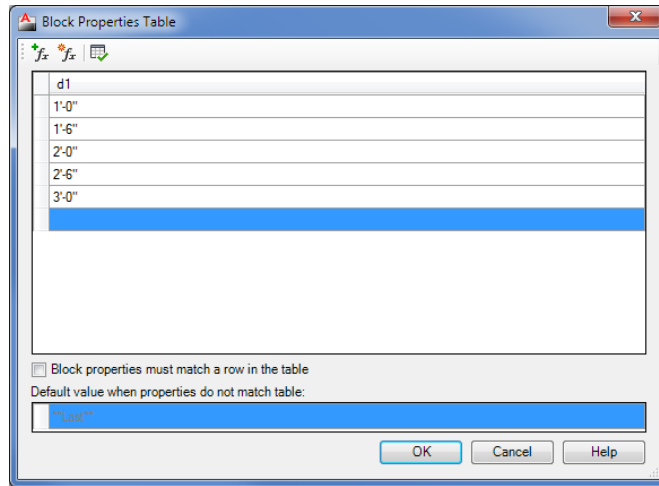 Block Properties Table
d1
1'-0"
1'-6"
2'-0"
2'-6"
3'-0"
Block properties must match a row in the table
Default value when properties do not match table:
**Last**
OK Cancel Help